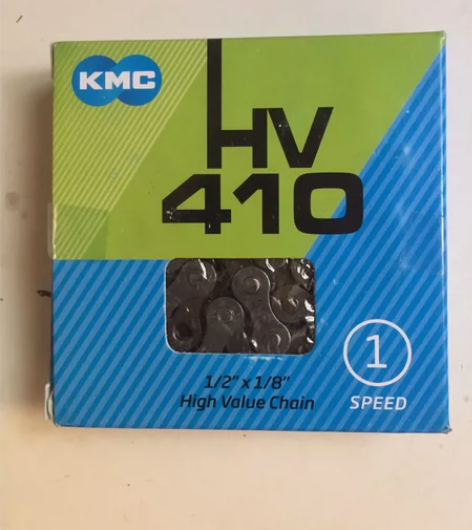 KMC
HV
410
1/2" x 1/8"
High Value Chain
1
SPEED